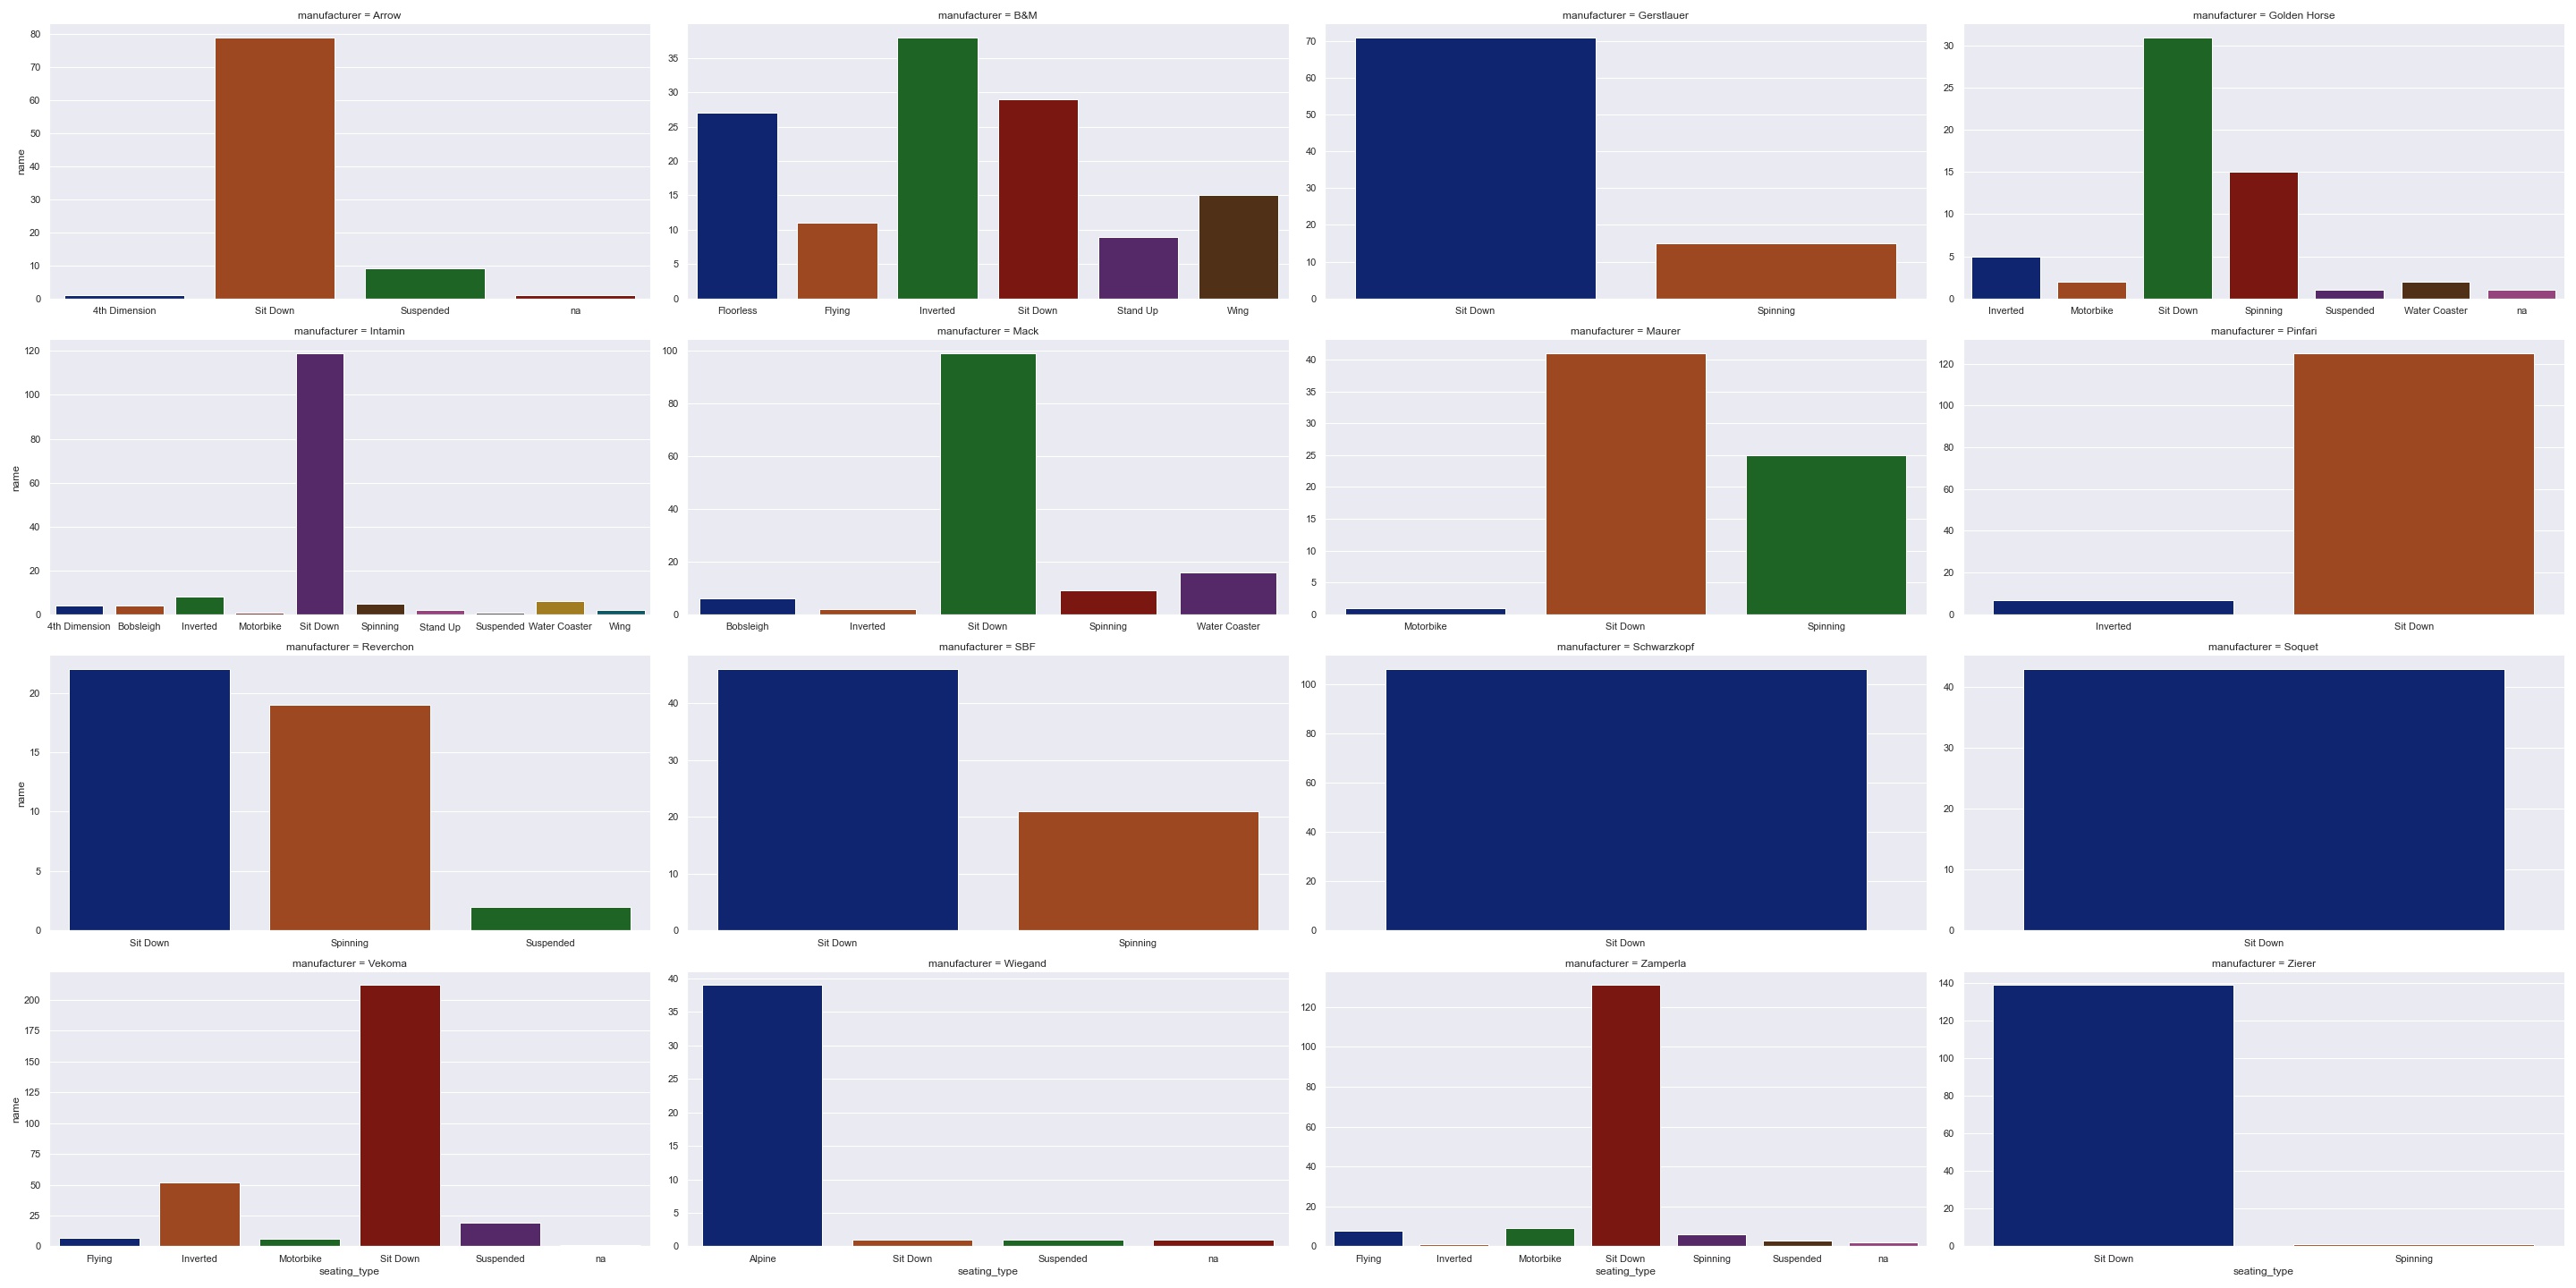 manufacturer = Arrow
80
70
60
50
40
30
20
10
0
name
4th Dimension Sit Down Suspended na
manufacturer = B&M
35
30
25
20
15
10
5
0
Floorless Flying Inverted Sit Down Stand Up Wing
manufacturer = Gerstlauer
70
60
50
40
30
20
10
0
Sit Down Spinning
manufacturer = Golden Horse
30
25
20
15
10
5
0
Inverted Motorbike Sit Down Spinning Suspended Water Coaster na
manufacturer = Intamin
120
100
80
60
40
20
0
name
4th Dimension Bobsleigh Inverted Motorbike Sit Down Spinning Stand Up Suspended Water Coaster Wing
manufacturer = Mack
100
80
60
40
20
0
Bobsleigh Inverted Sit Down Spinning Water Coaster
manufacturer = Maurer
40
35
30
25
20
15
10
5
0
Motorbike Sit Down Spinning
manufacturer = Pinfari
120
100
80
60
40
20
0
Inverted Sit Down
manufacturer = Reverchon
20
15
10
5
0
name
Sit Down Spinning Suspended
manufacturer = SBF
40
30
20
10
0
Sit Down Spinning
manufacturer = Schwarzkopf
100
80
60
40
20
0
Sit Down
manufacturer = Soquet
40
30
20
10
0
Sit Down
manufacturer = Vekoma
200
175
150
125
100
75
50
25
0
name
Flying Inverted Motorbike Sit Down Suspended na
seating_type
manufacturer = Wiegand
40
35
30
25
20
15
10
5
0
Alpine Sit Down Suspended na
seating_type
manufacturer = Zamperla
120
100
80
60
40
20
0
Flying Inverted Motorbike Sit Down Spinning Suspended na
seating_type
manufacturer = Zierer
140
120
100
80
60
40
20
0
Sit Down Spinning
seating_type